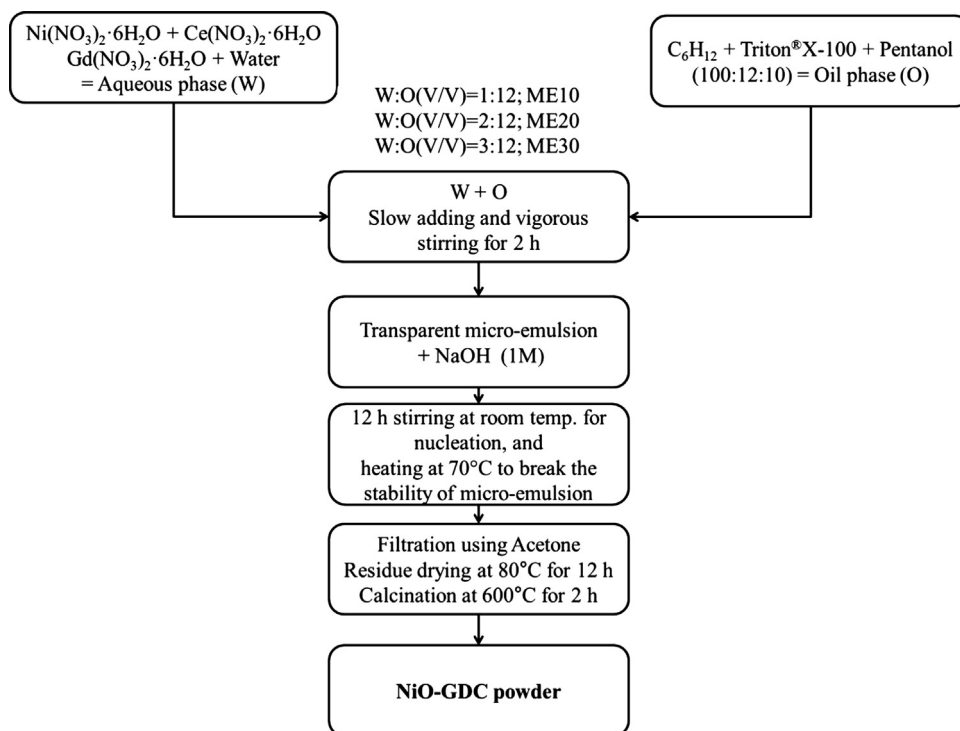 Ni(NO₃)₂·6H₂O + Ce(NO₃)₂·6H₂O
Gd(NO₃)₂·6H₂O + Water
= Aqueous phase (W)
C₆H₁₂ + Triton®X-100 + Pentanol
(100:12:10) = Oil phase (O)
W:O(V/V)=1:12; ME10
W:O(V/V)=2:12; ME20
W:O(V/V)=3:12; ME30
W + O
Slow adding and vigorous
stirring for 2 h
Transparent micro-emulsion
+ NaOH (1M)
12 h stirring at room temp. for
nucleation, and
heating at 70°C to break the
stability of micro-emulsion
Filtration using Acetone
Residue drying at 80°C for 12 h
Calcination at 600°C for 2 h
NiO-GDC powder